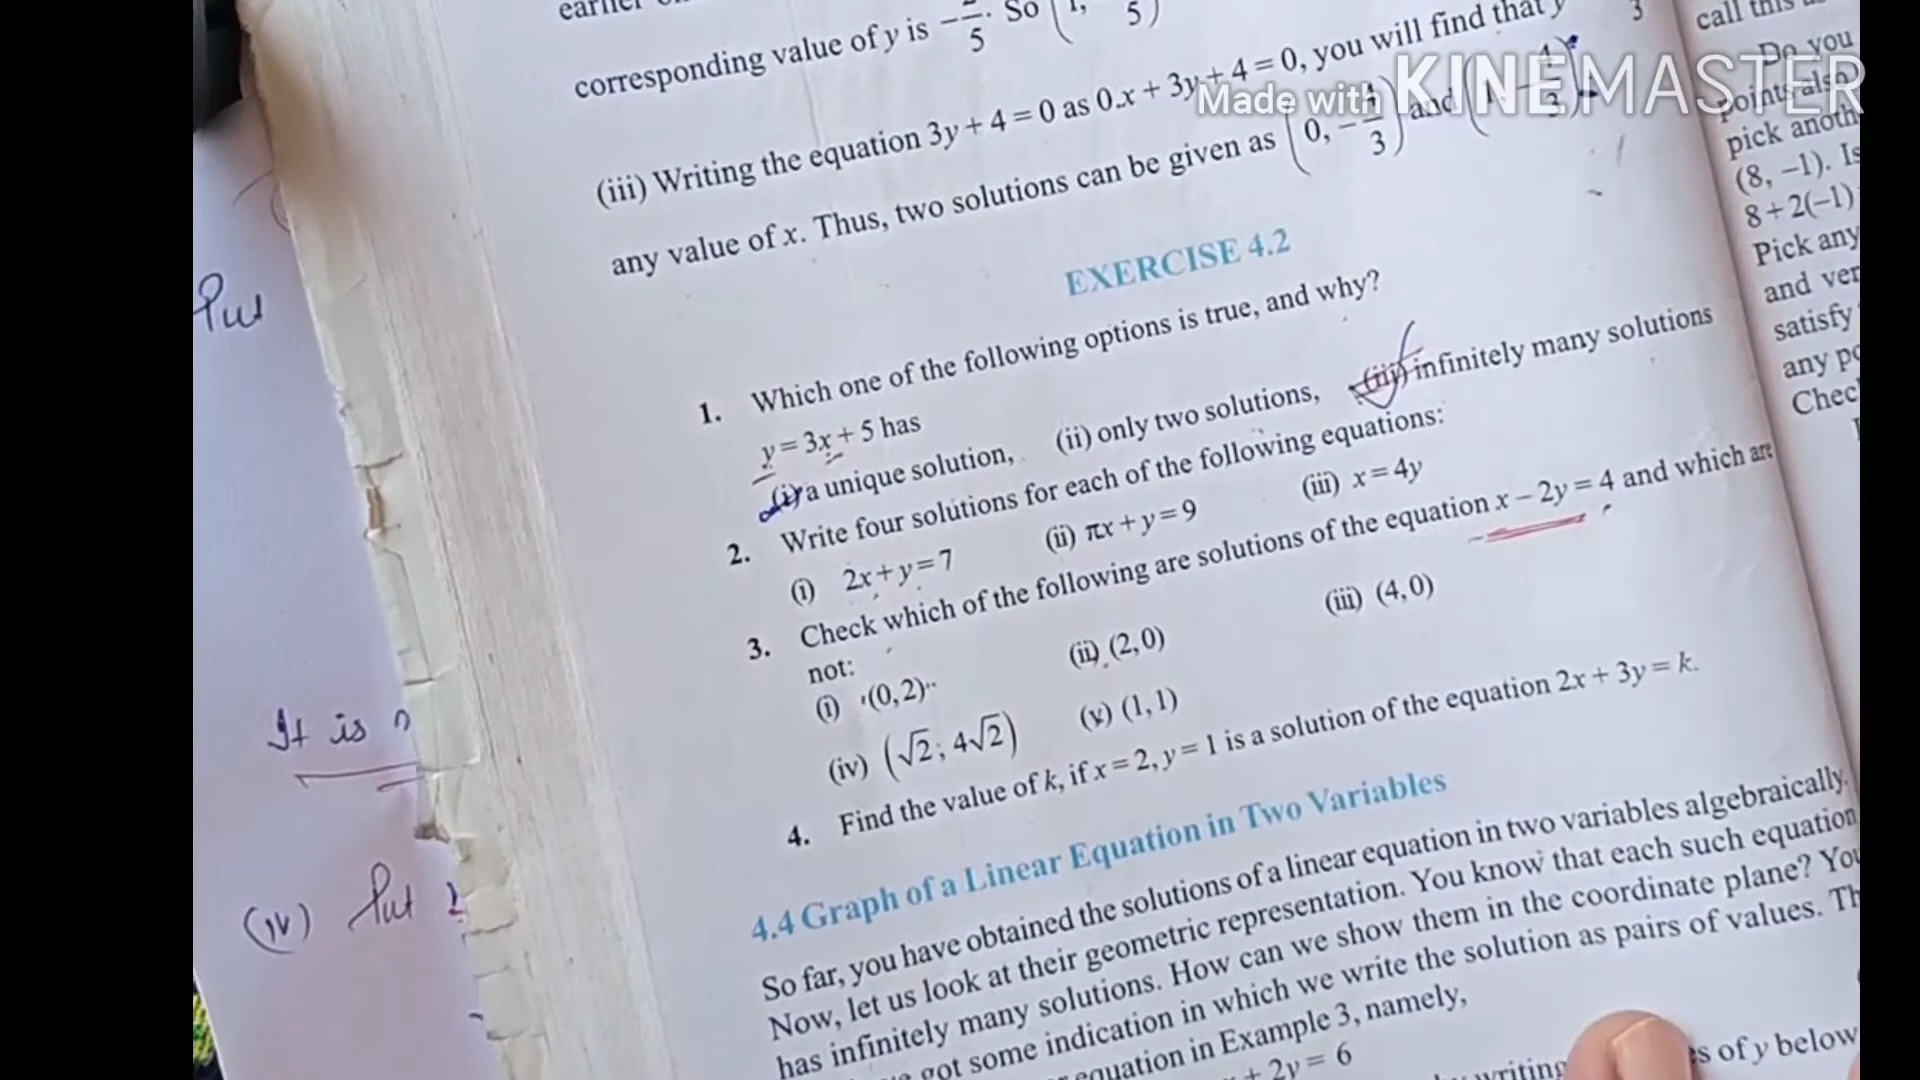 corresponding value of y is −2/5. So (1,
(iii) Writing the equation 3y + 4 = 0 as 0.x + 3y + 4 = 0, you will find that y
any value of x. Thus, two solutions can be given as (0, −4/3) and
Made with KINEMASTER
EXERCISE 4.2
1. Which one of the following options is true, and why?
y = 3x + 5 has
(i) a unique solution, (ii) only two solutions, (iii) infinitely many solutions
2. Write four solutions for each of the following equations:
(i) 2x + y = 7 (ii) πx + y = 9 (iii) x = 4y
3. Check which of the following are solutions of the equation x − 2y = 4 and which are
not:
(i) (0, 2) (ii) (2, 0) (iii) (4, 0)
(iv) (√2, 4√2) (v) (1, 1)
4. Find the value of k, if x = 2, y = 1 is a solution of the equation 2x + 3y = k.
4.4 Graph of a Linear Equation in Two Variables
So far, you have obtained the solutions of a linear equation in two variables algebraically.
Now, let us look at their geometric representation. You know that each such equation
has infinitely many solutions. How can we show them in the coordinate plane? You
got some indication in which we write the solution as pairs of values.
equation in Example 3, namely,
+ 2y = 6
writing
of y below
call this
Do you
points also
pick
(8, −1). Is
8 + 2(−1)
Pick any
and
satisfy
any
Put
It is
(iv) Put